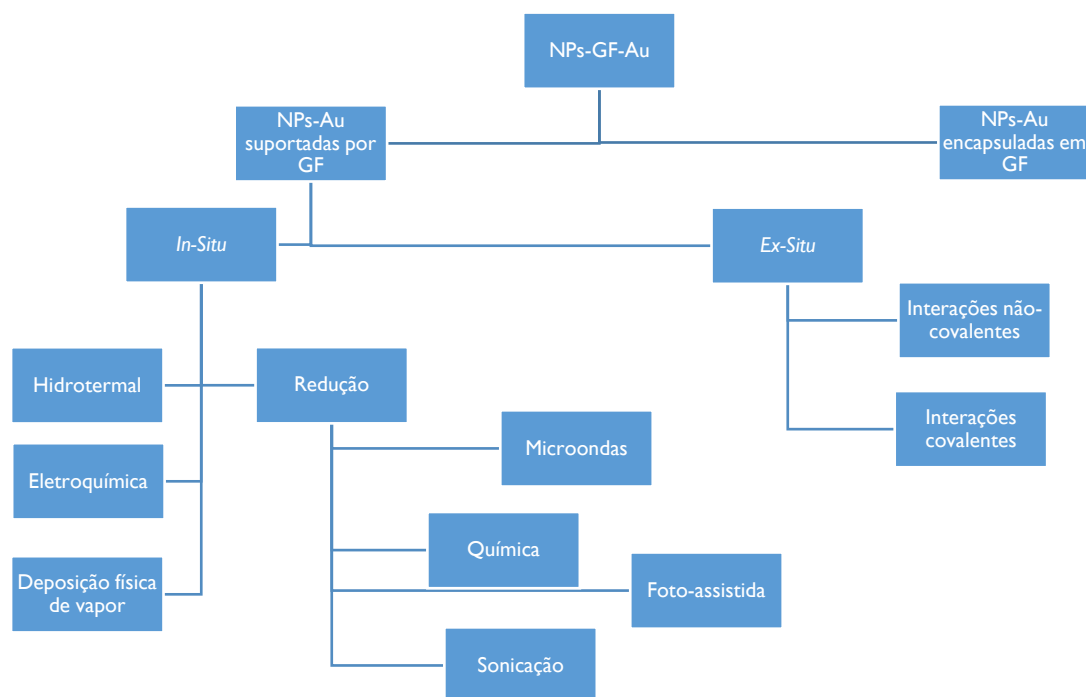 NPs-GF-Au
NPs-Au
suportadas por
GF
NPs-Au
encapsuladas em
GF
In-Situ
Ex-Situ
Interações não-
covalentes
Hidrotermal
Redução
Interações
covalentes
Microondas
Eletroquímica
Química
Deposição física
de vapor
Foto-assistida
Sonicação